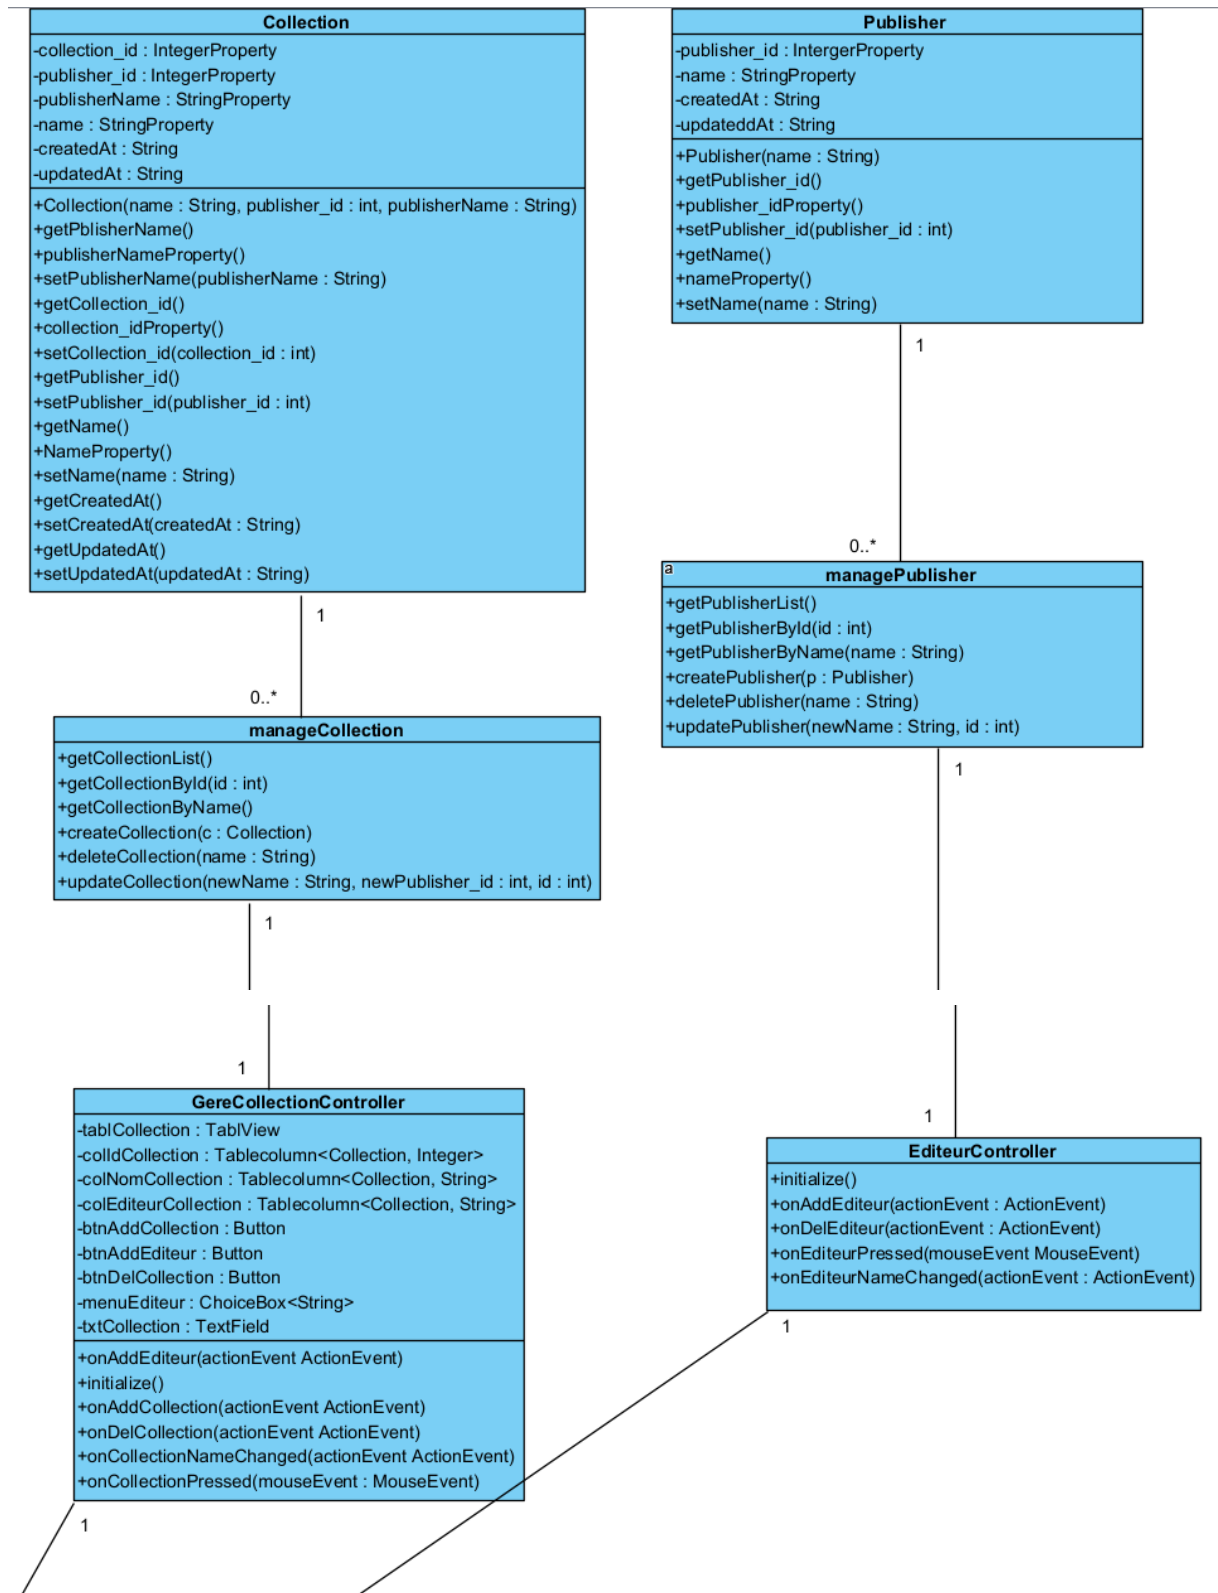 Collection
-collection_id : IntegerProperty
-publisher_id : IntegerProperty
-publisherName : StringProperty
-name : StringProperty
-createdAt : String
-updatedAt : String
+Collection(name : String, publisher_id : int, publisherName : String)
+getPblisherName()
+publisherNameProperty()
+setPublisherName(publisherName : String)
+getCollection_id()
+collection_idProperty()
+setCollection_id(collection_id : int)
+getPublisher_id()
+setPublisher_id(publisher_id : int)
+getName()
+NameProperty()
+setName(name : String)
+getCreatedAt()
+setCreatedAt(createdAt : String)
+getUpdatedAt()
+setUpdatedAt(updatedAt : String)
1
0..*
Publisher
-publisher_id : IntergerProperty
-name : StringProperty
-createdAt : String
-updateddAt : String
+Publisher(name : String)
+getPublisher_id()
+publisher_idProperty()
+setPublisher_id(publisher_id : int)
+getName()
+nameProperty()
+setName(name : String)
1
0..*
a
managePublisher
+getPublisherList()
+getPublisherById(id : int)
+getPublisherByName(name : String)
+createPublisher(p : Publisher)
+deletePublisher(name : String)
+updatePublisher(newName : String, id : int)
1
manageCollection
+getCollectionList()
+getCollectionById(id : int)
+getCollectionByName()
+createCollection(c : Collection)
+deleteCollection(name : String)
+updateCollection(newName : String, newPublisher_id : int, id : int)
1
1
GereCollectionController
-tablCollection : TablView
-colIdCollection : Tablecolumn<Collection, Integer>
-colNomCollection : Tablecolumn<Collection, String>
-colEditeurCollection : Tablecolumn<Collection, String>
-btnAddCollection : Button
-btnAddEditeur : Button
-btnDelCollection : Button
-menuEditeur : ChoiceBox<String>
-txtCollection : TextField
+onAddEditeur(actionEvent ActionEvent)
+initialize()
+onAddCollection(actionEvent ActionEvent)
+onDelCollection(actionEvent ActionEvent)
+onCollectionNameChanged(actionEvent ActionEvent)
+onCollectionPressed(mouseEvent : MouseEvent)
1
1
EditeurController
+initialize()
+onAddEditeur(actionEvent : ActionEvent)
+onDelEditeur(actionEvent : ActionEvent)
+onEditeurPressed(mouseEvent MouseEvent)
+onEditeurNameChanged(actionEvent : ActionEvent)
1